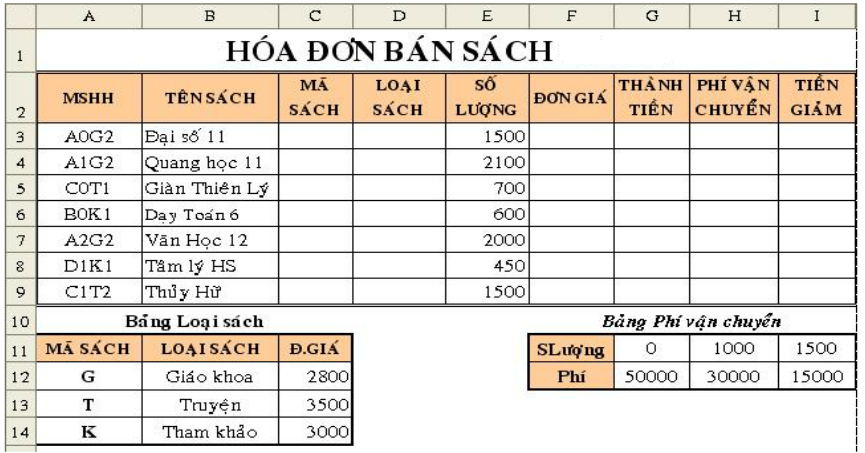 A B C D E F G H I
1 HÓA ĐƠN BÁN SÁCH
2 MSHH TÊN SÁCH MÃ SÁCH LOẠI SÁCH SỐ LƯỢNG ĐƠN GIÁ THÀNH TIỀN PHÍ VẬN CHUYỂN TIỀN GIẢM
3 A0G2 Đại số 11 1500
4 A1G2 Quang học 11 2100
5 C0T1 Giàn Thiên Lý 700
6 B0K1 Dạy Toán 6 600
7 A2G2 Văn Học 12 2000
8 D1K1 Tâm lý HS 450
9 C1T2 Thủy Hử 1500
10 Bảng Loại sách Bảng Phí vận chuyển
11 MÃ SÁCH LOẠI SÁCH Đ.GIÁ SLượng 0 1000 1500
12 G Giáo khoa 2800 Phí 50000 30000 15000
13 T Truyện 3500
14 K Tham khảo 3000